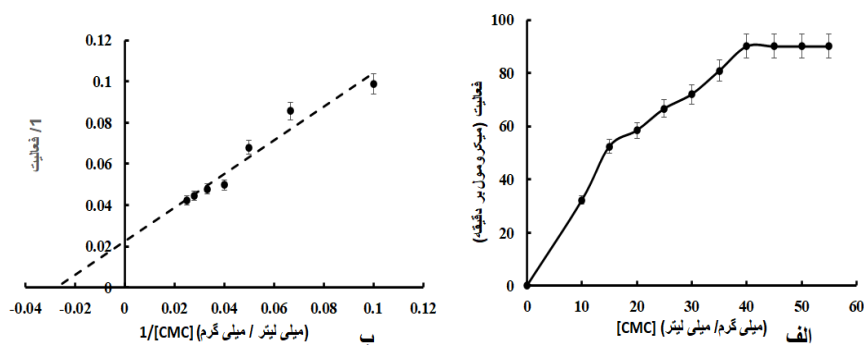 0.12
0.1
0.08
0.06
0.04
0.02
0
-0.04 -0.02 0 0.02 0.04 0.06 0.08 0.1 0.12
1/ فعالیت
1/[CMC] (میلی لیتر / میلی گرم)
ب
100
80
60
40
20
0
0 10 20 30 40 50 60
فعالیت (میکرومول بر دقیقه)
[CMC] (میلی گرم/ میلی لیتر)
الف